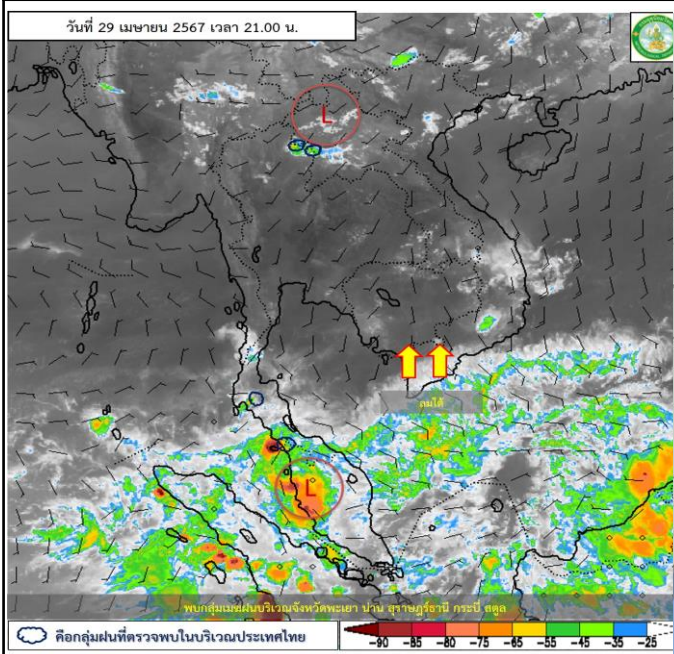 วันที่ 29 เมษายน 2567 เวลา 21.00 น.
L
ลมใต้
L
พบกลุ่มเมฆฝนบริเวณจังหวัดพะเยา น่าน สุราษฎร์ธานี กระบี่ สตูล
คือกลุ่มฝนที่ตรวจพบในบริเวณประเทศไทย
-90 -85 -80 -75 -65 -55 -45 -35 -25